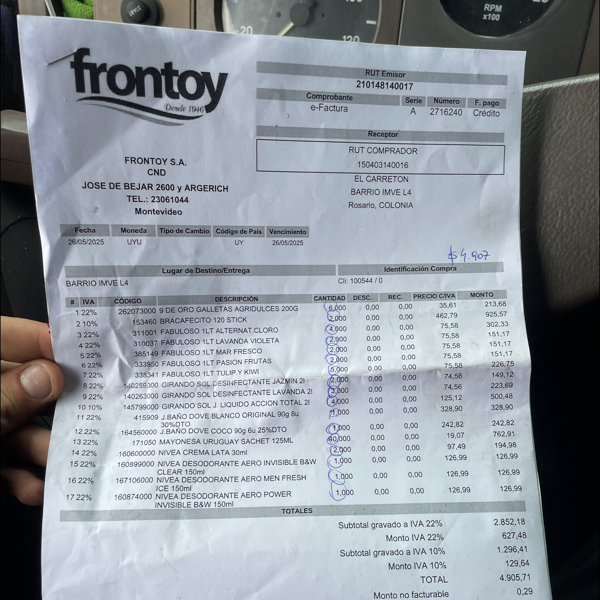 RPM
x100
20
120
frontoy
Desde 1946
RUT Emisor
210148140017
Comprobante Serie Número F. pago
e-Factura A 2716240 Crédito
Receptor
RUT COMPRADOR
150403140016
EL CARRETON
BARRIO IMVE L4
Rosario, COLONIA
FRONTOY S.A.
CND
JOSE DE BEJAR 2600 y ARGERICH
TEL.: 23061044
Montevideo
Fecha Moneda Tipo de Cambio Código de País Vencimiento
26/05/2025 UYU UY 26/05/2025
$4.907
Lugar de Destino/Entrega Identificación Compra
BARRIO IMVE L4 Cli: 100544 / 0
# IVA CÓDIGO DESCRIPCIÓN CANTIDAD DESC. REC. PRECIO C/IVA MONTO
1 22% 262073000 9 DE ORO GALLETAS AGRIDULCES 200G 6,000 0,00 0,00 35,61 213,68
2 10% 153460 BRACAFECITO 120 STICK 2,000 0,00 0,00 462,79 925,57
3 22% 311001 FABULOSO 1LT ALTERNAT.CLORO 4,000 0,00 0,00 75,58 302,33
4 22% 310037 FABULOSO 1LT LAVANDA VIOLETA 2,000 0,00 0,00 75,58 151,17
5 22% 385149 FABULOSO 1LT MAR FRESCO 2,000 0,00 0,00 75,58 151,17
6 22% 333950 FABULOSO 1LT PASION FRUTAS 2,000 0,00 0,00 75,58 151,17
7 22% 338341 FABULOSO 1LT TULIP.Y KIWI 3,000 0,00 0,00 75,58 226,75
8 22% 140259000 GIRANDO SOL DESINFECTANTE JAZMIN 2l 2,000 0,00 0,00 74,56 149,12
9 22% 140263000 GIRANDO SOL DESINFECTANTE LAVANDA 2l 3,000 0,00 0,00 74,56 223,69
10 10% 145799000 GIRANDO SOL J. LIQUIDO ACCION TOTAL 2l 4,000 0,00 0,00 125,12 500,48
11 22% 415909 J.BAÑO DOVE BLANCO ORIGINAL 90g 6u 1,000 0,00 0,00 328,90 328,90
30%DTO
12 22% 164560000 J.BAÑO DOVE COCO 90g 6u 25%DTO 1,000 0,00 0,00 242,82 242,82
13 22% 171050 MAYONESA URUGUAY SACHET 125ML 40,000 0,00 0,00 19,07 762,91
14 22% 160600000 NIVEA CREMA LATA 30ml 2,000 0,00 0,00 97,49 194,98
15 22% 160899000 NIVEA DESODORANTE AERO INVISIBLE B&W 1,000 0,00 0,00 126,99 126,99
CLEAR 150ml
16 22% 167106000 NIVEA DESODORANTE AERO MEN FRESH 1,000 0,00 0,00 126,99 126,99
ICE 150ml
17 22% 160874000 NIVEA DESODORANTE AERO POWER 1,000 0,00 0,00 126,99 126,99
INVISIBLE B&W 150ml
TOTALES
Subtotal gravado a IVA 22% 2.852,18
Monto IVA 22% 627,48
Subtotal gravado a IVA 10% 1.296,41
Monto IVA 10% 129,64
TOTAL 4.905,71
Monto no facturable 0,29